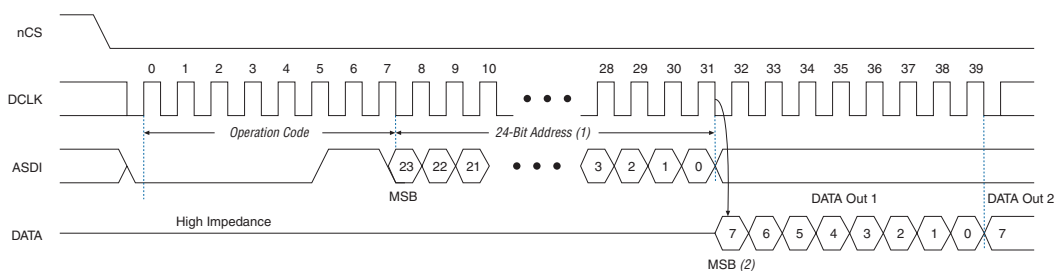 nCS
0 1 2 3 4 5 6 7 8 9 10 28 29 30 31 32 33 34 35 36 37 38 39
DCLK
Operation Code 24-Bit Address (1)
ASDI 23 22 21 3 2 1 0
MSB
High Impedance DATA Out 1 DATA Out 2
DATA 7 6 5 4 3 2 1 0 7
MSB (2)